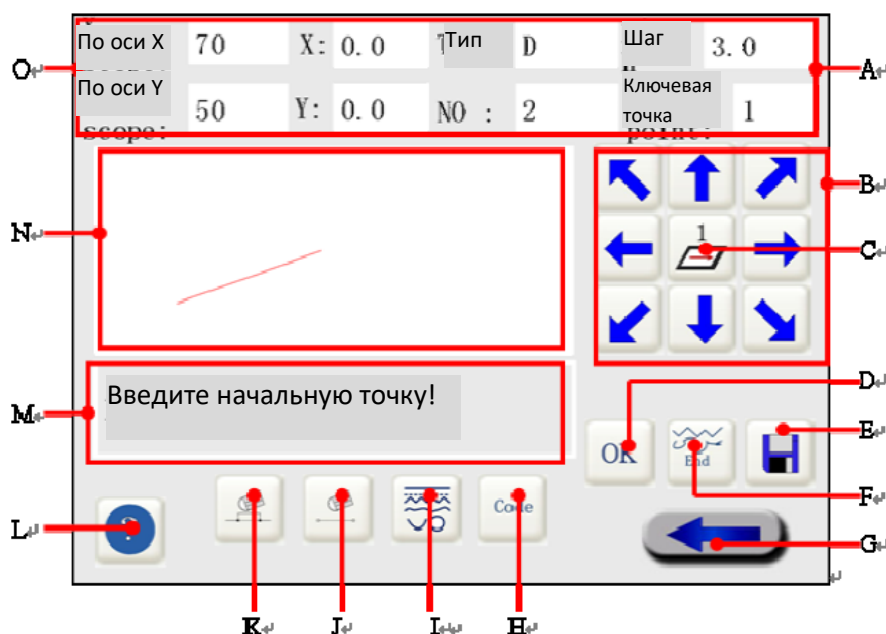 По оси X 70 X: 0.0 Тип D Шаг 3.0
По оси Y 50 Y: 0.0 NO : 2 Ключевая точка 1
scope: point:
O
A
N
B
1
C
Введите начальную точку!
M
D
OK
End
E
F
L
?
Code
G
K J I H